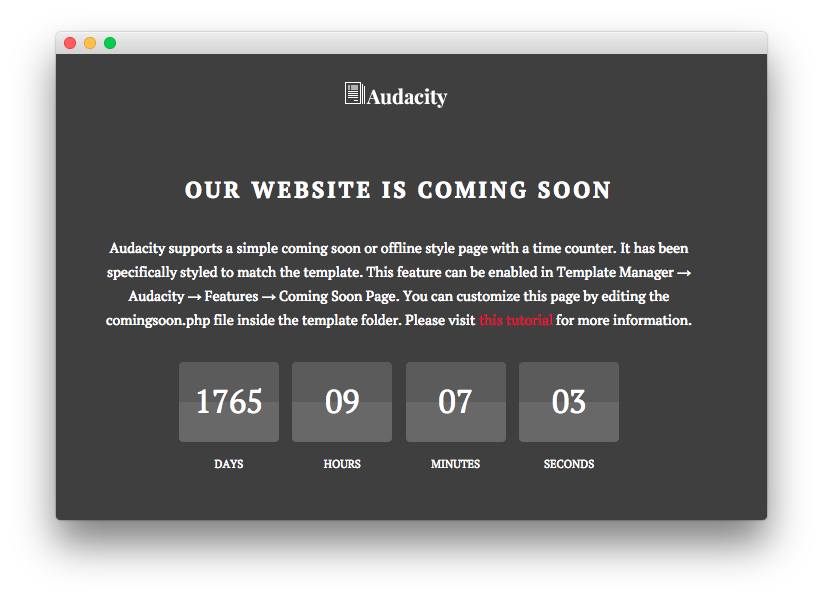 Audacity
OUR WEBSITE IS COMING SOON
Audacity supports a simple coming soon or offline style page with a time counter. It has been
specifically styled to match the template. This feature can be enabled in Template Manager →
Audacity → Features → Coming Soon Page. You can customize this page by editing the
comingsoon.php file inside the template folder. Please visit this tutorial for more information.
1765 09 07 03
DAYS HOURS MINUTES SECONDS